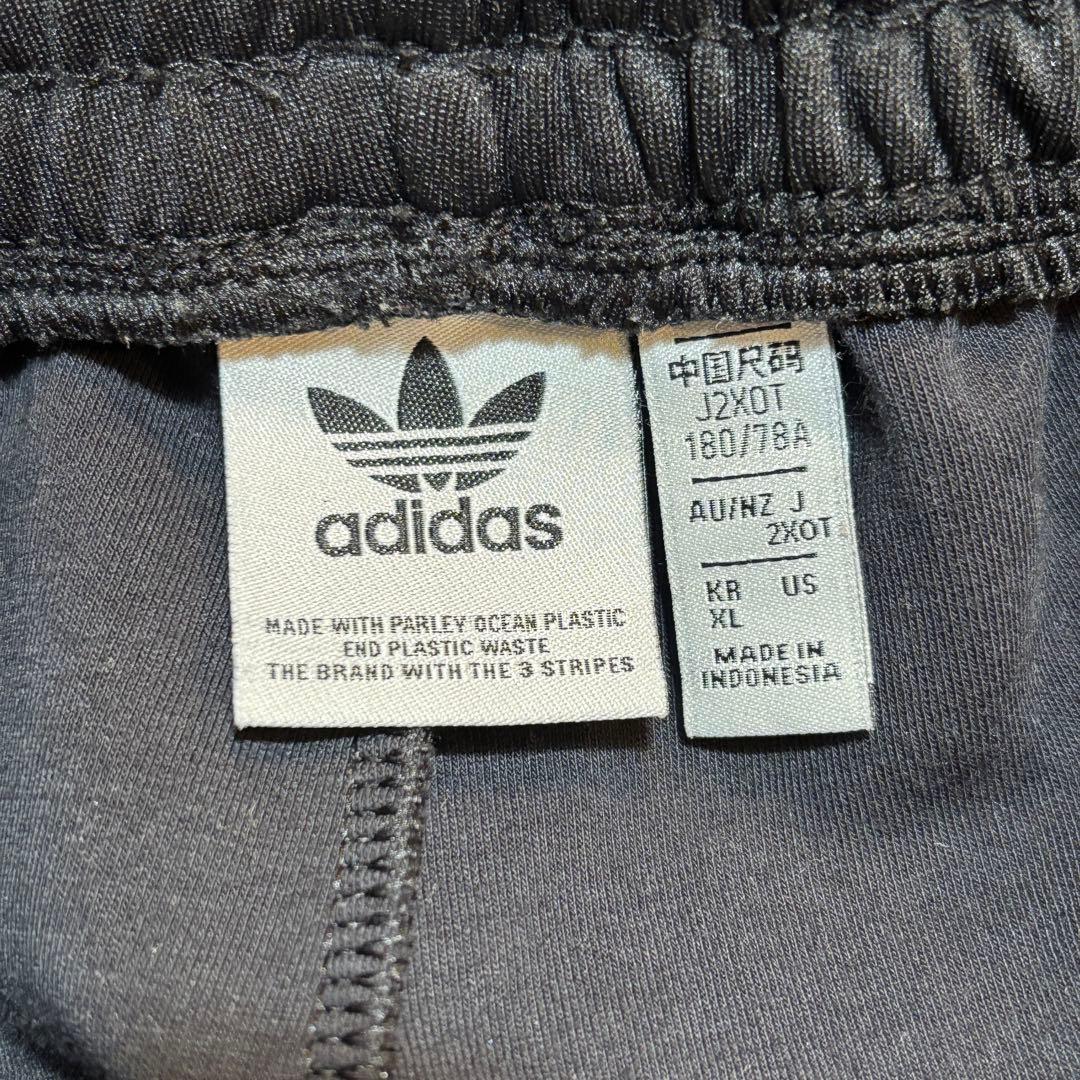 adidas
MADE WITH PARLEY OCEAN PLASTIC
END PLASTIC WASTE
THE BRAND WITH THE 3 STRIPES
中国尺码
J2XOT
180/78A
AU/NZ J
2XOT
KR US
XL
MADE IN
INDONESIA